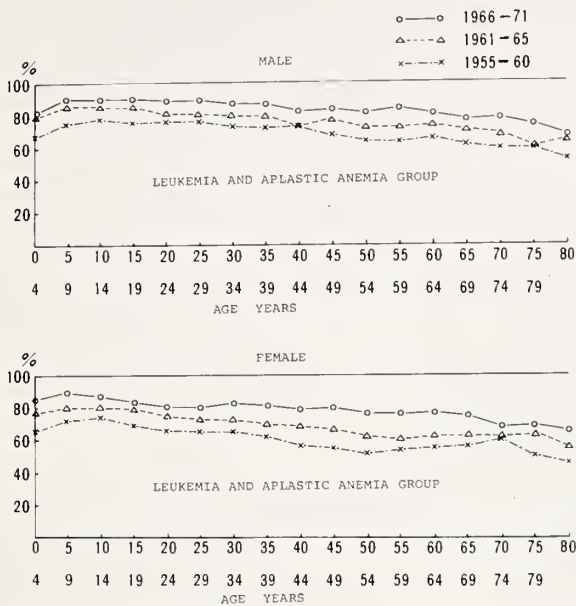 1966-71
1961-65
1955-60
MALE
%
100
80
60
40
20
LEUKEMIA AND APLASTIC ANEMIA GROUP
0 5 10 15 20 25 30 35 40 45 50 55 60 65 70 75 80
4 9 14 19 24 29 34 39 44 49 54 59 64 69 74 79
AGE YEARS
FEMALE
%
100
80
60
40
20
LEUKEMIA AND APLASTIC ANEMIA GROUP
0 5 10 15 20 25 30 35 40 45 50 55 60 65 70 75 80
4 9 14 19 24 29 34 39 44 49 54 59 64 69 74 79
AGE YEARS